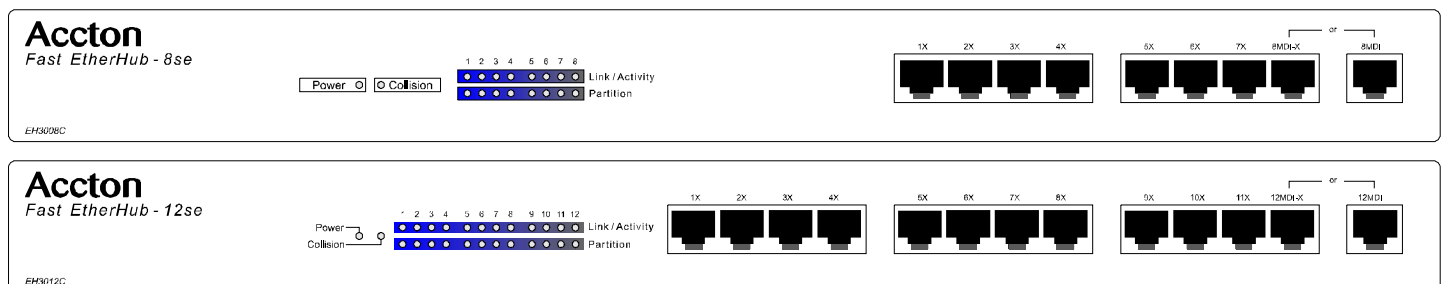 Accton
Fast EtherHub - 8se
Power
Collision
1 2 3 4 5 6 7 8
Link / Activity
Partition
1X 2X 3X 4X 5X 6X 7X 8MDI-X or 8MDI
EH3008C
Accton
Fast EtherHub - 12se
Power
Collision
1 2 3 4 5 6 7 8 9 10 11 12
Link / Activity
Partition
1X 2X 3X 4X 5X 6X 7X 8X 9X 10X 11X 12MDI-X or 12MDI
EH3012C